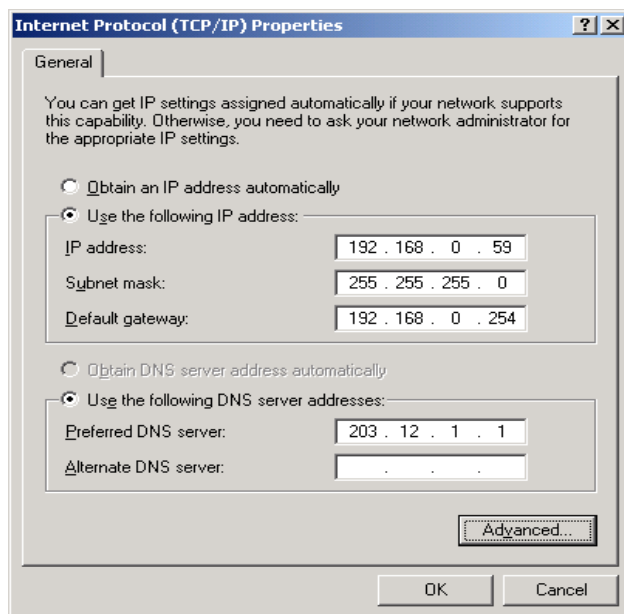 Internet Protocol (TCP/IP) Properties
General
You can get IP settings assigned automatically if your network supports
this capability. Otherwise, you need to ask your network administrator for
the appropriate IP settings.
Obtain an IP address automatically
Use the following IP address:
IP address: 192 . 168 . 0 . 59
Subnet mask: 255 . 255 . 255 . 0
Default gateway: 192 . 168 . 0 . 254
Obtain DNS server address automatically
Use the following DNS server addresses:
Preferred DNS server: 203 . 12 . 1 . 1
Alternate DNS server: . . .
Advanced...
OK Cancel